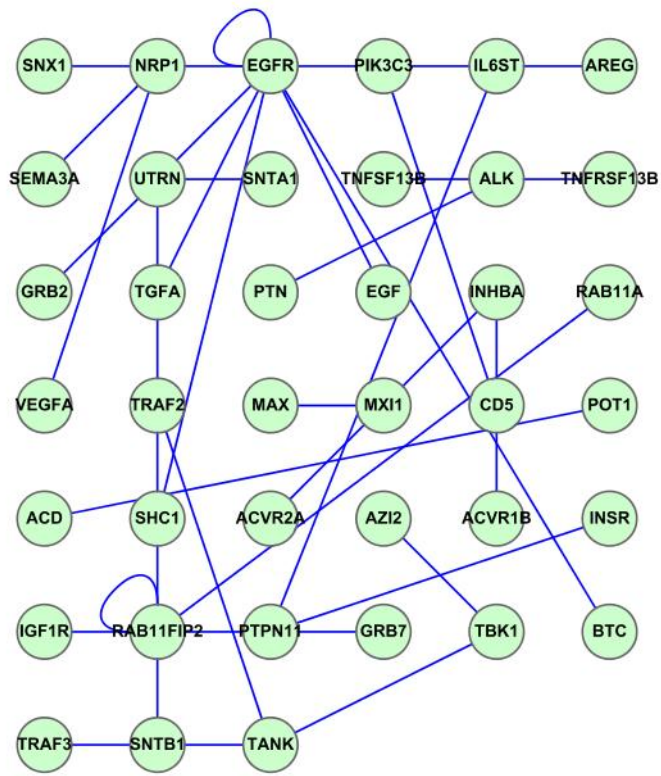 SNX1 NRP1 EGFR PIK3C3 IL6ST AREG
SEMA3A UTRN SNTA1 TNFSF13B ALK TNFRSF13B
GRB2 TGFA PTN EGF INHBA RAB11A
VEGFA TRAF2 MAX MXI1 CD5 POT1
ACD SHC1 ACVR2A AZI2 ACVR1B INSR
IGF1R RAB11FIP2 PTPN11 GRB7 TBK1 BTC
TRAF3 SNTB1 TANK